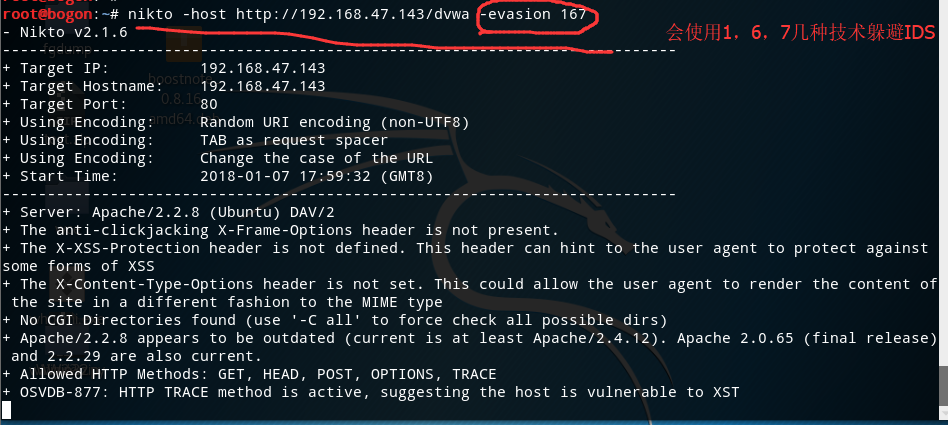 root@bogon:~# nikto -host http://192.168.47.143/dvwa -evasion 167
- Nikto v2.1.6
会使用1，6，7几种技术躲避IDS
---------------------------------------------------------------------------
+ Target IP:          192.168.47.143
+ Target Hostname:    192.168.47.143
+ Target Port:        80
+ Using Encoding:     Random URI encoding (non-UTF8)
+ Using Encoding:     TAB as request spacer
+ Using Encoding:     Change the case of the URL
+ Start Time:         2018-01-07 17:59:32 (GMT8)
---------------------------------------------------------------------------
+ Server: Apache/2.2.8 (Ubuntu) DAV/2
+ The anti-clickjacking X-Frame-Options header is not present.
+ The X-XSS-Protection header is not defined. This header can hint to the user agent to protect against
some forms of XSS
+ The X-Content-Type-Options header is not set. This could allow the user agent to render the content of
the site in a different fashion to the MIME type
+ No CGI Directories found (use '-C all' to force check all possible dirs)
+ Apache/2.2.8 appears to be outdated (current is at least Apache/2.4.12). Apache 2.0.65 (final release)
and 2.2.29 are also current.
+ Allowed HTTP Methods: GET, HEAD, POST, OPTIONS, TRACE
+ OSVDB-877: HTTP TRACE method is active, suggesting the host is vulnerable to XST